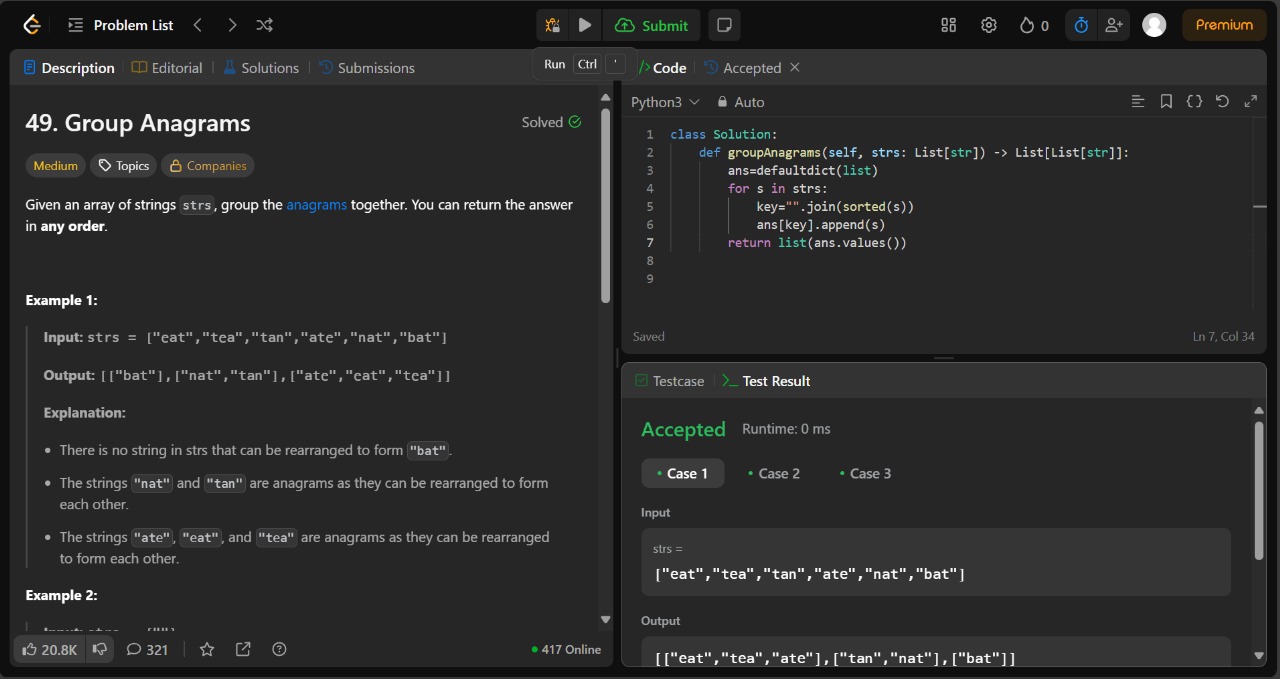 Problem List
Submit
0
Premium
Description
Editorial
Solutions
Submissions
Run Ctrl '
Code
Accepted
49. Group Anagrams
Solved
Medium
Topics
Companies
Given an array of strings strs, group the anagrams together. You can return the answer
in any order.
Example 1:
Input: strs = ["eat","tea","tan","ate","nat","bat"]
Output: [["bat"],["nat","tan"],["ate","eat","tea"]]
Explanation:
• There is no string in strs that can be rearranged to form "bat".
• The strings "nat" and "tan" are anagrams as they can be rearranged to form
each other.
• The strings "ate", "eat", and "tea" are anagrams as they can be rearranged
to form each other.
Example 2:
Input: strs = [""]
20.8K
321
417 Online
Python3
Auto
1 class Solution:
2     def groupAnagrams(self, strs: List[str]) -> List[List[str]]:
3         ans=defaultdict(list)
4         for s in strs:
5             key="".join(sorted(s))
6             ans[key].append(s)
7         return list(ans.values())
8
9
Saved
Ln 7, Col 34
Testcase
Test Result
Accepted
Runtime: 0 ms
• Case 1
• Case 2
• Case 3
Input
strs =
["eat","tea","tan","ate","nat","bat"]
Output
[["eat","tea","ate"],["tan","nat"],["bat"]]